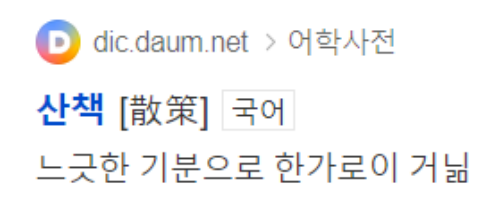 dic.daum.net > 어학사전
산책 [散策] 국어
느긋한 기분으로 한가로이 거닒